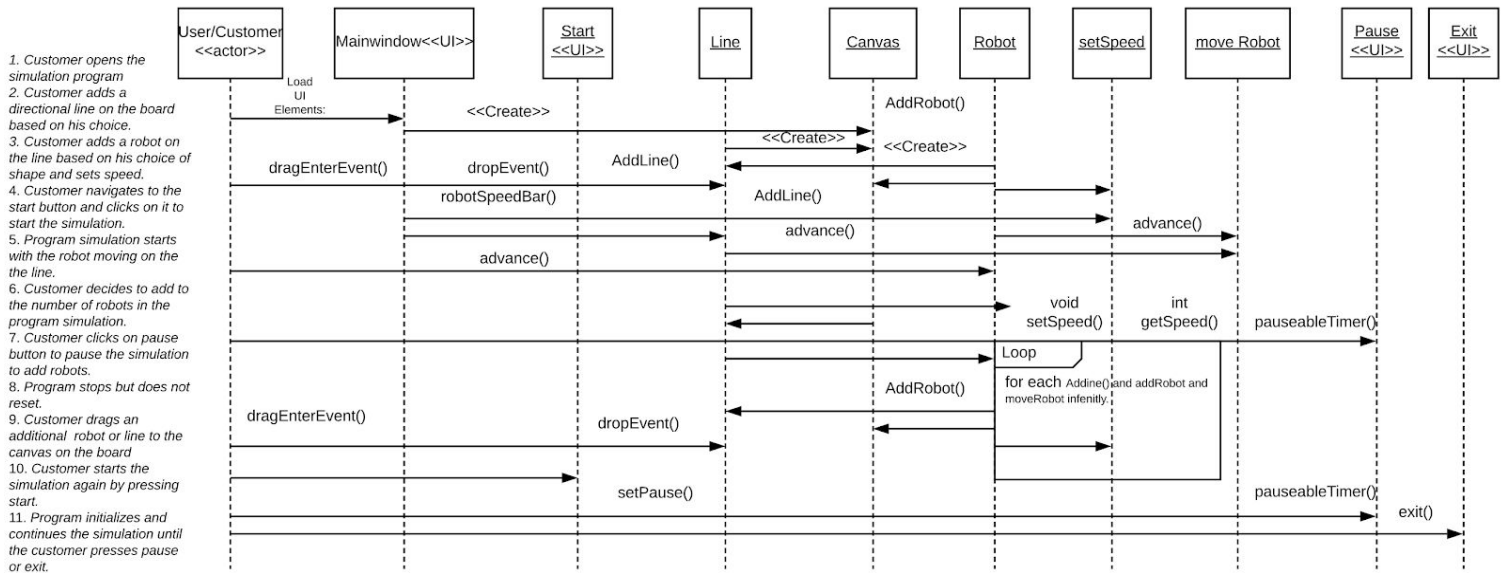 User/Customer
<<actor>>
Mainwindow<<UI>>
Start
<<UI>>
Line
Canvas
Robot
setSpeed
move Robot
Pause
<<UI>>
Exit
<<UI>>
1. Customer opens the
simulation program
2. Customer adds a
directional line on the board
based on his choice.
3. Customer adds a robot on
the line based on his choice of
shape and sets speed.
4. Customer navigates to the
start button and clicks on it to
start the simulation.
5. Program simulation starts
with the robot moving on the
the line.
6. Customer decides to add to
the number of robots in the
program simulation.
7. Customer clicks on pause
button to pause the simulation
to add robots.
8. Program stops but does not
reset.
9. Customer drags an
additional robot or line to the
canvas on the board
10. Customer starts the
simulation again by pressing
start.
11. Program initializes and
continues the simulation until
the customer presses pause
or exit.
Load
UI
Elements:
<<Create>>
AddRobot()
<<Create>>
<<Create>>
dragEnterEvent()
dropEvent()
AddLine()
robotSpeedBar()
AddLine()
advance()
advance()
advance()
void
setSpeed()
int
getSpeed()
pauseableTimer()
Loop
for each Addine() and addRobot and
moveRobot infenitly.
AddRobot()
dragEnterEvent()
dropEvent()
setPause()
pauseableTimer()
exit()